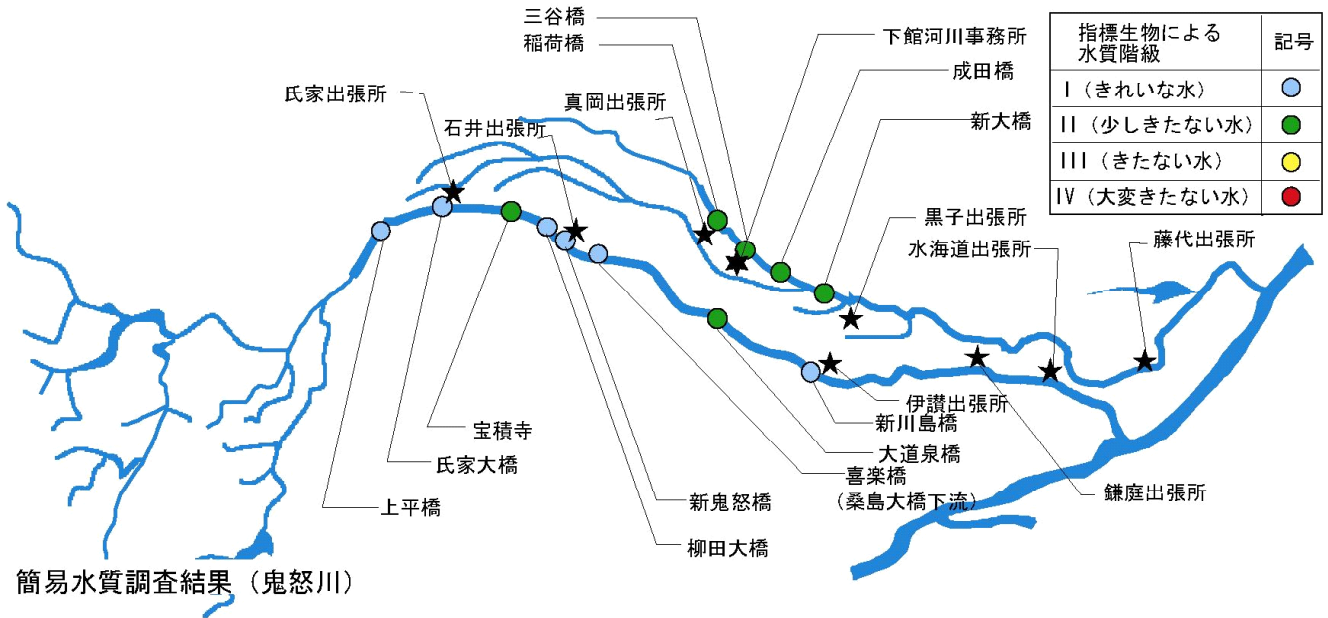 三谷橋
稲荷橋
下館河川事務所
成田橋
新大橋
氏家出張所
石井出張所
真岡出張所
指標生物による
水質階級
記号
I（きれいな水）
II（少しきたない水）
III（きたない水）
IV（大変きたない水）
黒子出張所
水海道出張所
藤代出張所
伊讃出張所
新川島橋
大道泉橋
喜楽橋
（桑島大橋下流）
鎌庭出張所
宝積寺
氏家大橋
上平橋
新鬼怒橋
柳田大橋
簡易水質調査結果（鬼怒川）